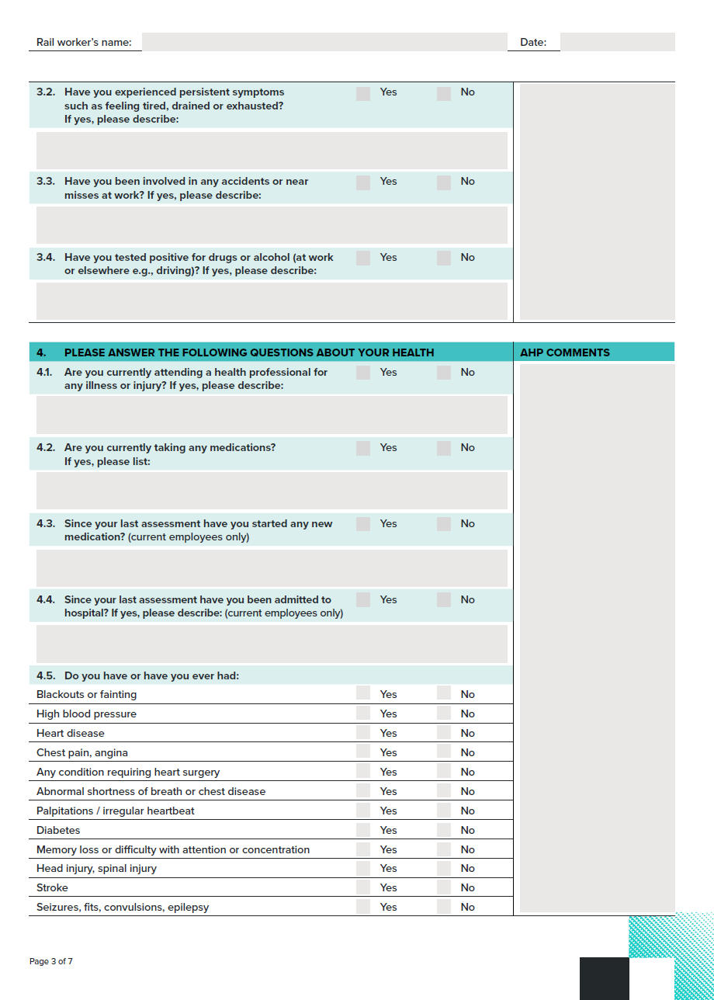 Rail worker's name: Date:
3.2. Have you experienced persistent symptoms Yes No
such as feeling tired, drained or exhausted?
If yes, please describe:
3.3. Have you been involved in any accidents or near Yes No
misses at work? If yes, please describe:
3.4. Have you tested positive for drugs or alcohol (at work Yes No
or elsewhere e.g., driving)? If yes, please describe:
4. PLEASE ANSWER THE FOLLOWING QUESTIONS ABOUT YOUR HEALTH AHP COMMENTS
4.1. Are you currently attending a health professional for Yes No
any illness or injury? If yes, please describe:
4.2. Are you currently taking any medications? Yes No
If yes, please list:
4.3. Since your last assessment have you started any new Yes No
medication? (current employees only)
4.4. Since your last assessment have you been admitted to Yes No
hospital? If yes, please describe: (current employees only)
4.5. Do you have or have you ever had:
Blackouts or fainting Yes No
High blood pressure Yes No
Heart disease Yes No
Chest pain, angina Yes No
Any condition requiring heart surgery Yes No
Abnormal shortness of breath or chest disease Yes No
Palpitations / irregular heartbeat Yes No
Diabetes Yes No
Memory loss or difficulty with attention or concentration Yes No
Head injury, spinal injury Yes No
Stroke Yes No
Seizures, fits, convulsions, epilepsy Yes No
Page 3 of 7